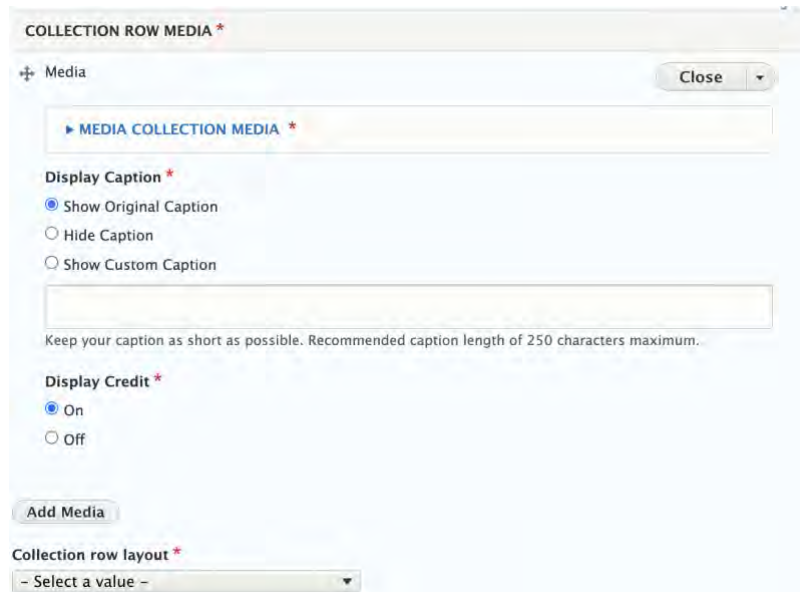 COLLECTION ROW MEDIA *
Media
Close
MEDIA COLLECTION MEDIA *
Display Caption *
Show Original Caption
Hide Caption
Show Custom Caption
Keep your caption as short as possible. Recommended caption length of 250 characters maximum.
Display Credit *
On
Off
Add Media
Collection row layout *
- Select a value -